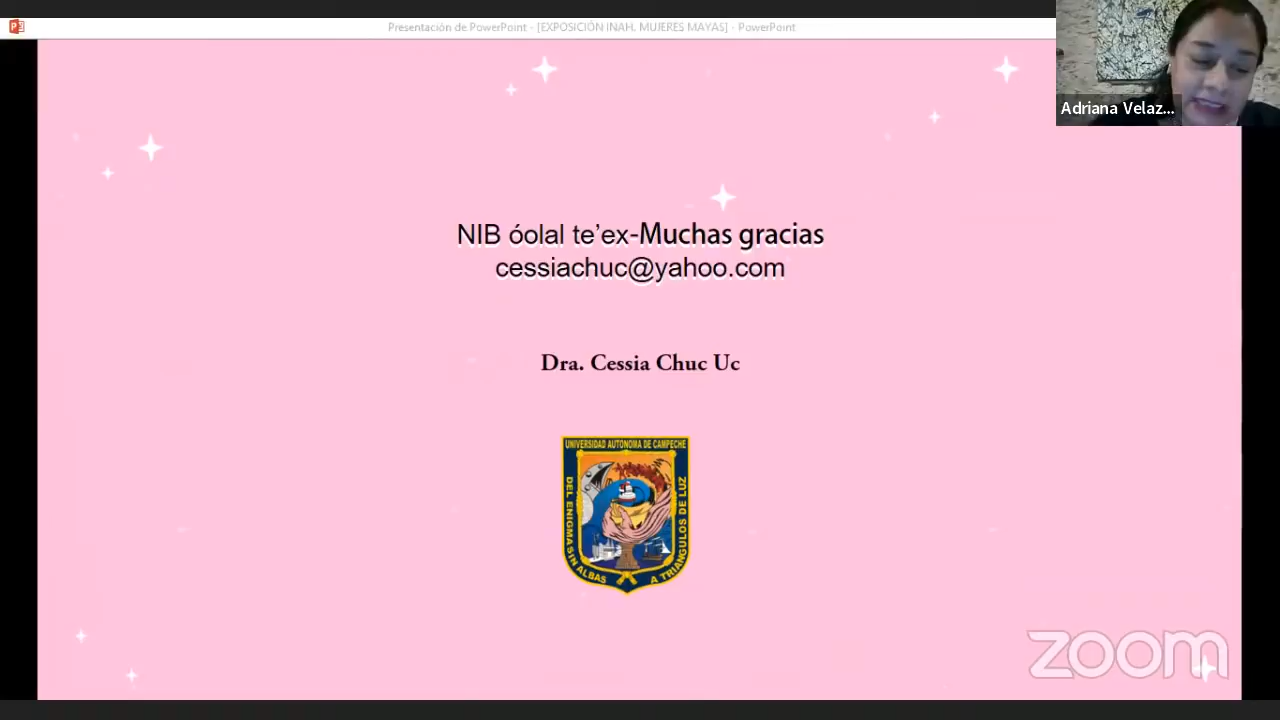 Presentación de PowerPoint - [EXPOSICIÓN INAH, MUJERES MAYAS] - PowerPoint
Adriana Velaz...
NIB óolal te’ex-Muchas gracias
cessiachuc@yahoo.com
Dra. Cessia Chuc Uc
UNIVERSIDAD AUTONOMA DE CAMPECHE
DEL ENIGMA SIN ALBAS
A TRIANGULOS DE LUZ
zoom